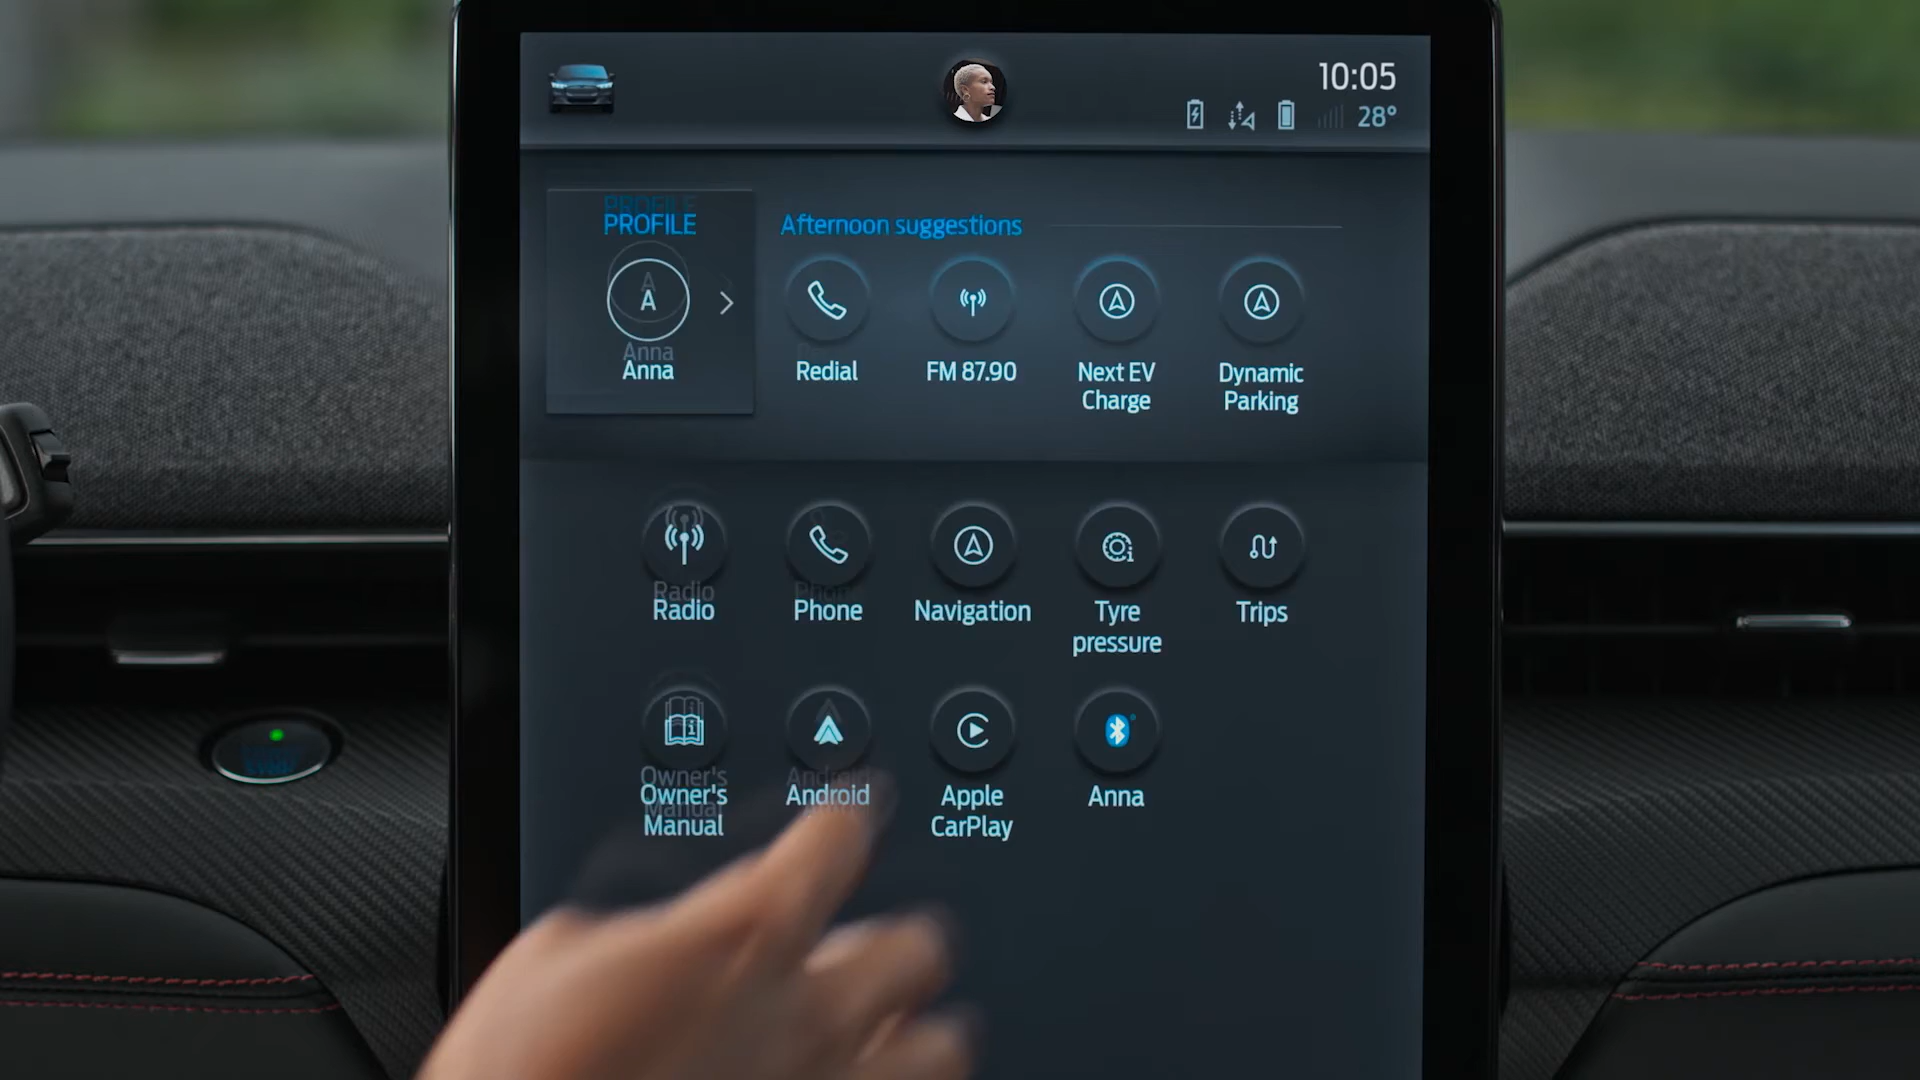 10:05
28°
PROFILE
A
Anna
Afternoon suggestions
Redial
FM 87.90
Next EV
Charge
Dynamic
Parking
Radio
Phone
Navigation
Tyre
pressure
Trips
Owner's
Manual
Android
Apple
CarPlay
Anna